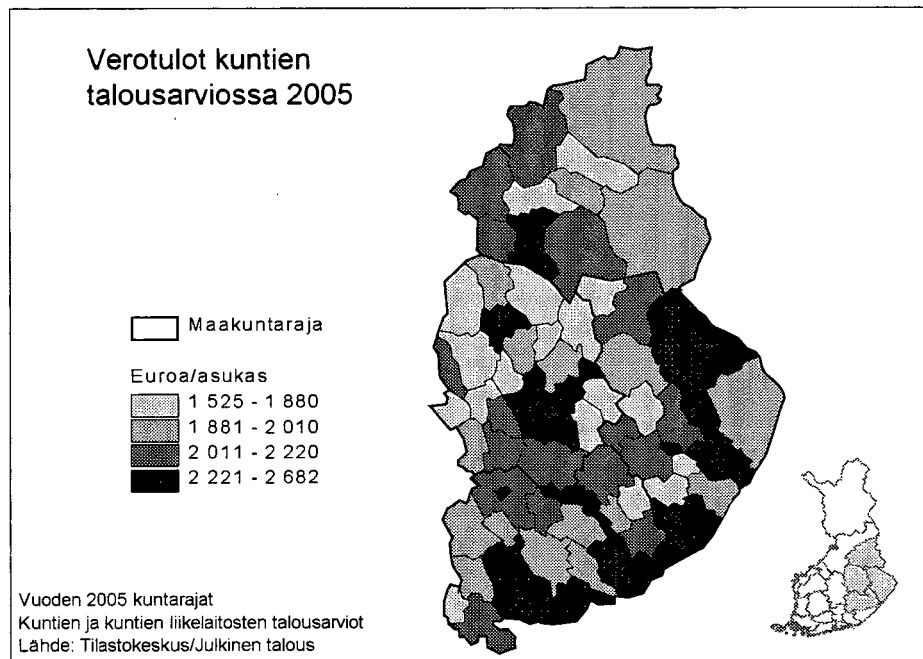 Verotulot kuntien
talousarviossa 2005
Maakuntaraja
Euroa/asukas
1 525 - 1 880
1 881 - 2 010
2 011 - 2 220
2 221 - 2 682
Vuoden 2005 kuntarajat
Kuntien ja kuntien liikelaitosten talousarviot
Lähde: Tilastokeskus/Julkinen talous